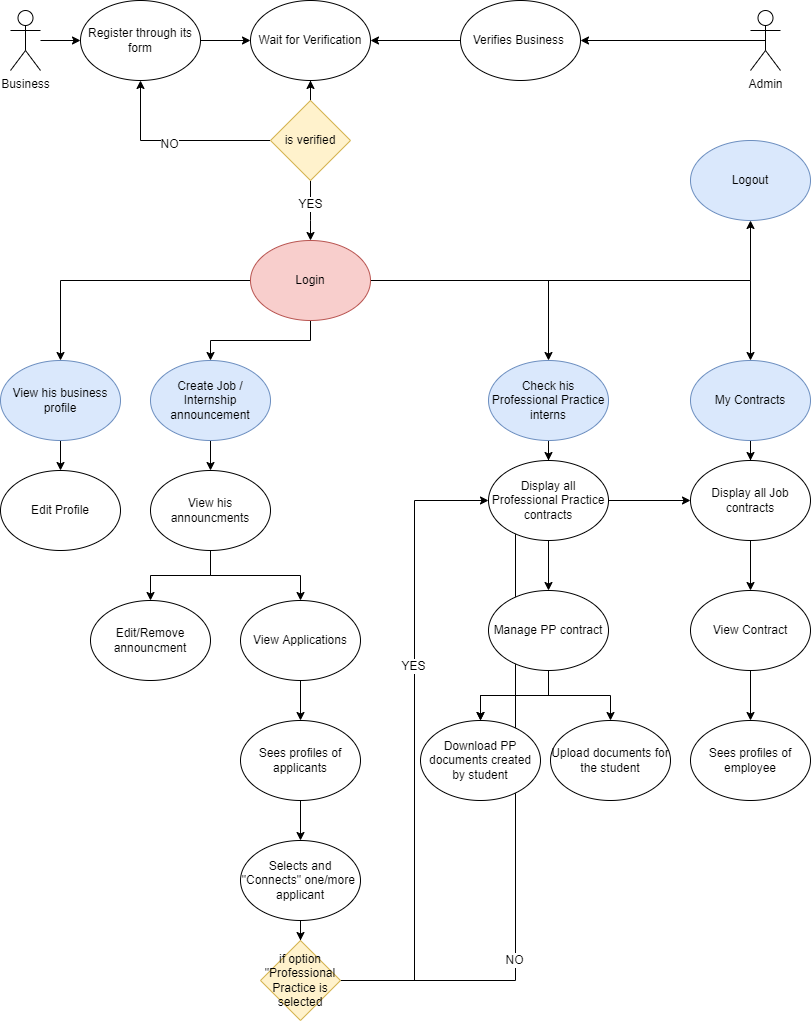 Register through its
form
Wait for Verification
Verifies Business
Business
Admin
is verified
NO
YES
Logout
Login
View his business
profile
Create Job /
Internship
announcement
Check his
Professional Practice
interns
My Contracts
Edit Profile
View his
announcments
Display all
Professional Practice
contracts
Display all Job
contracts
Edit/Remove
announcment
View Applications
Manage PP contract
View Contract
YES
Sees profiles of
applicants
Download PP
documents created
by student
Upload documents for
the student
Sees profiles of
employee
Selects and
"Connects" one/more
applicant
if option
"Professional
Practice is
selected
NO